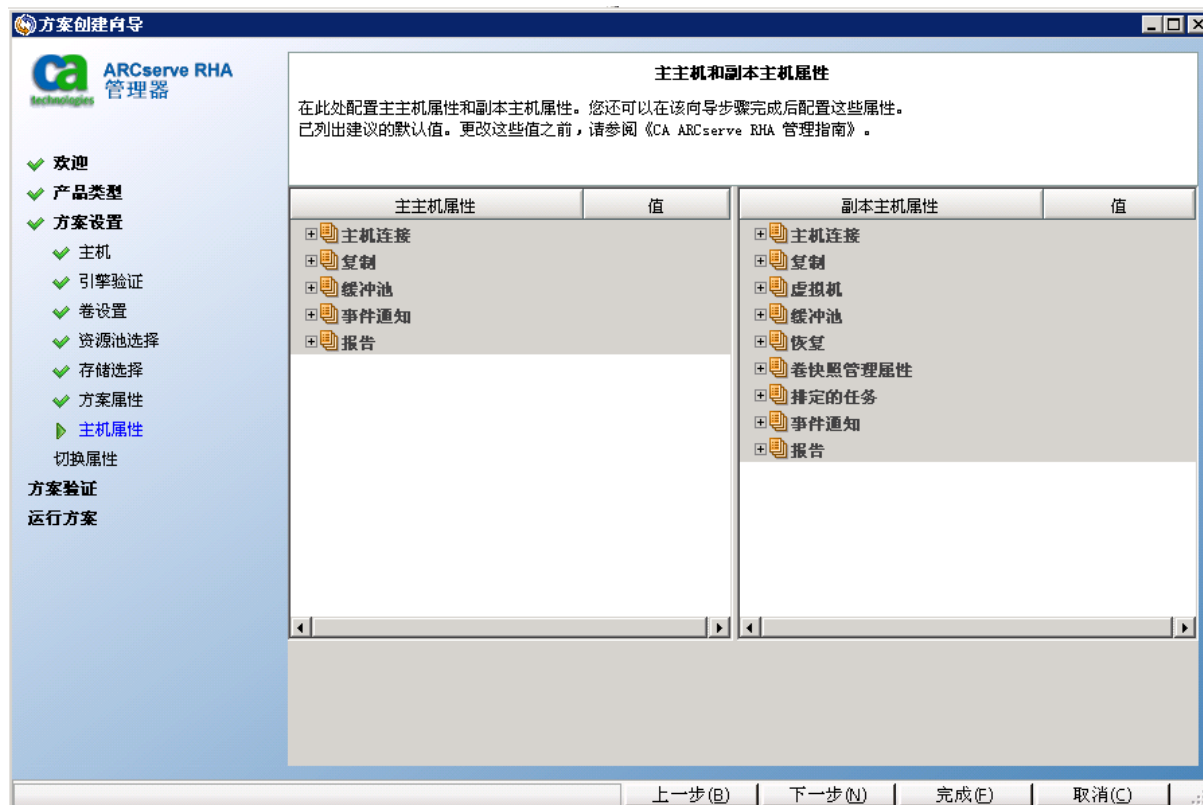 方案创建向导
ca
technologies
ARCserve RHA
管理器
欢迎
产品类型
方案设置
主机
引擎验证
卷设置
资源池选择
存储选择
方案属性
主机属性
切换属性
方案验证
运行方案
主主机和副本主机属性
在此处配置主主机属性和副本主机属性。您还可以在该向导步骤完成后配置这些属性。
已列出建议的默认值。更改这些值之前，请参阅《CA ARCserve RHA 管理指南》。
主主机属性 值
主机连接
复制
缓冲池
事件通知
报告
副本主机属性 值
主机连接
复制
虚拟机
缓冲池
恢复
卷快照管理属性
排定的任务
事件通知
报告
上一步(B) 下一步(N) 完成(F) 取消(C)